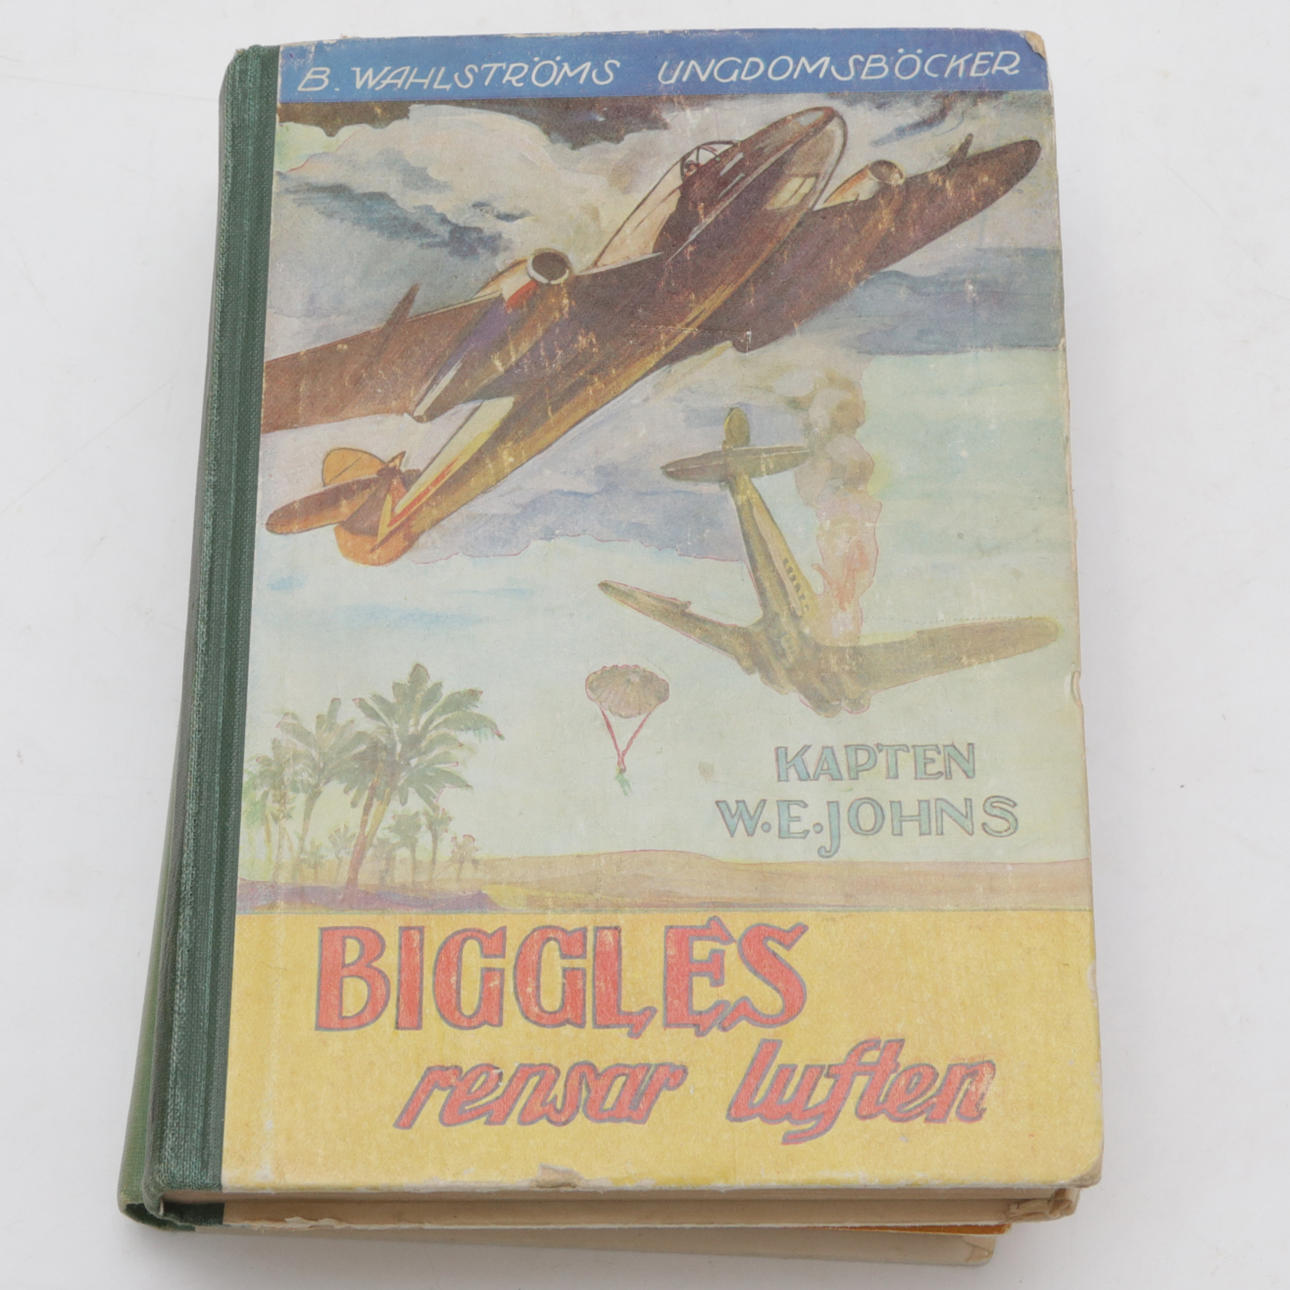 B. WAHLSTRÖMS UNGDOMSBÖCKER
KAPTEN
W.E.JOHNS
BIGGLES
rensar luften